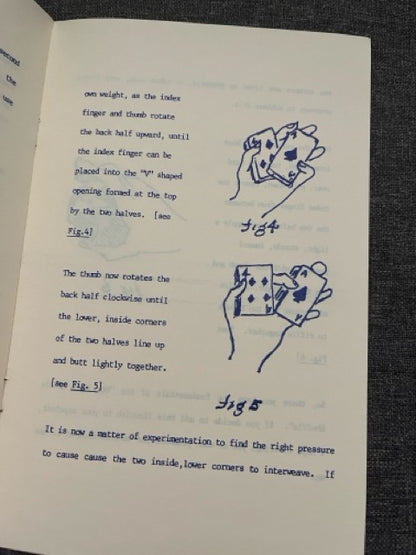 second
the
use
own weight, as the index
finger and thumb rotate
the back half upward, until
the index finger can be
placed into the "V" shaped
opening formed at the top
by the two halves. [see
Fig.4]
fig 4
The thumb now rotates the
back half clockwise until
the lower, inside corners
of the two halves line up
and butt lightly together.
[see Fig. 5]
fig 5
It is now a matter of experimentation to find the right pressure
to cause cause the two inside,lower corners to interweave. If